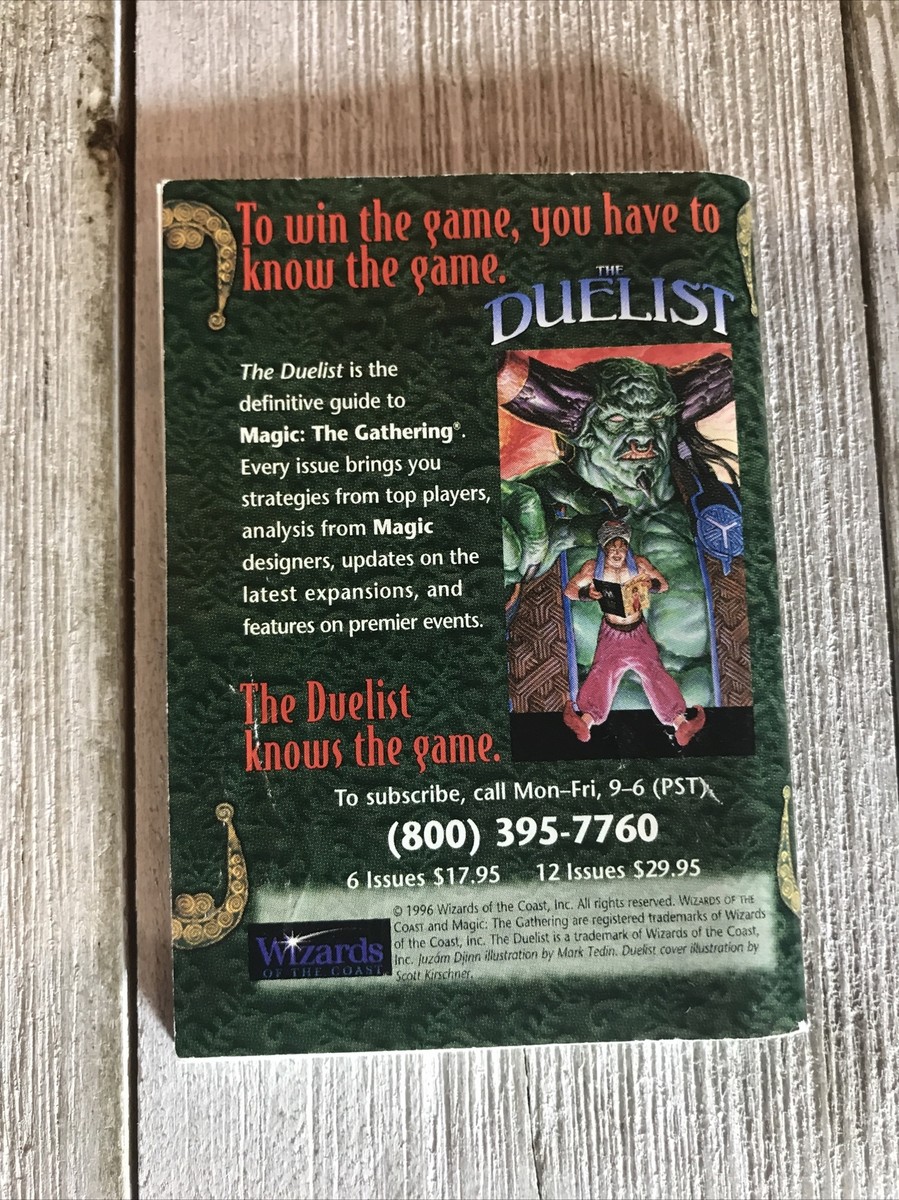 To win the game, you have to
know the game.
THE
DUELIST
The Duelist is the
definitive guide to
Magic: The Gathering®.
Every issue brings you
strategies from top players,
analysis from Magic
designers, updates on the
latest expansions, and
features on premier events.
The Duelist
knows the game.
To subscribe, call Mon–Fri, 9–6 (PST)
(800) 395-7760
6 Issues $17.95 12 Issues $29.95
© 1996 Wizards of the Coast, Inc. All rights reserved. WIZARDS OF THE
COAST and Magic: The Gathering are registered trademarks of Wizards
of the Coast, Inc. The Duelist is a trademark of Wizards of the Coast,
Inc. Juzám Djinn illustration by Mark Tedin. Duelist cover illustration by
Scott Kirschner.
Wizards
OF THE COAST